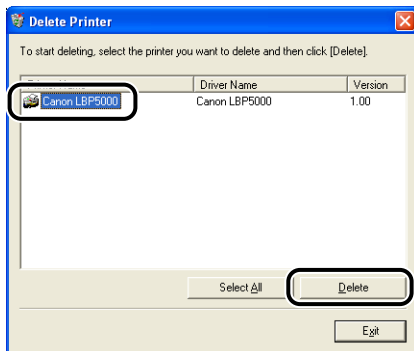 Delete Printer
To start deleting, select the printer you want to delete and then click [Delete].
Driver Name Version
Canon LBP5000 Canon LBP5000 1.00
Select All Delete
Exit